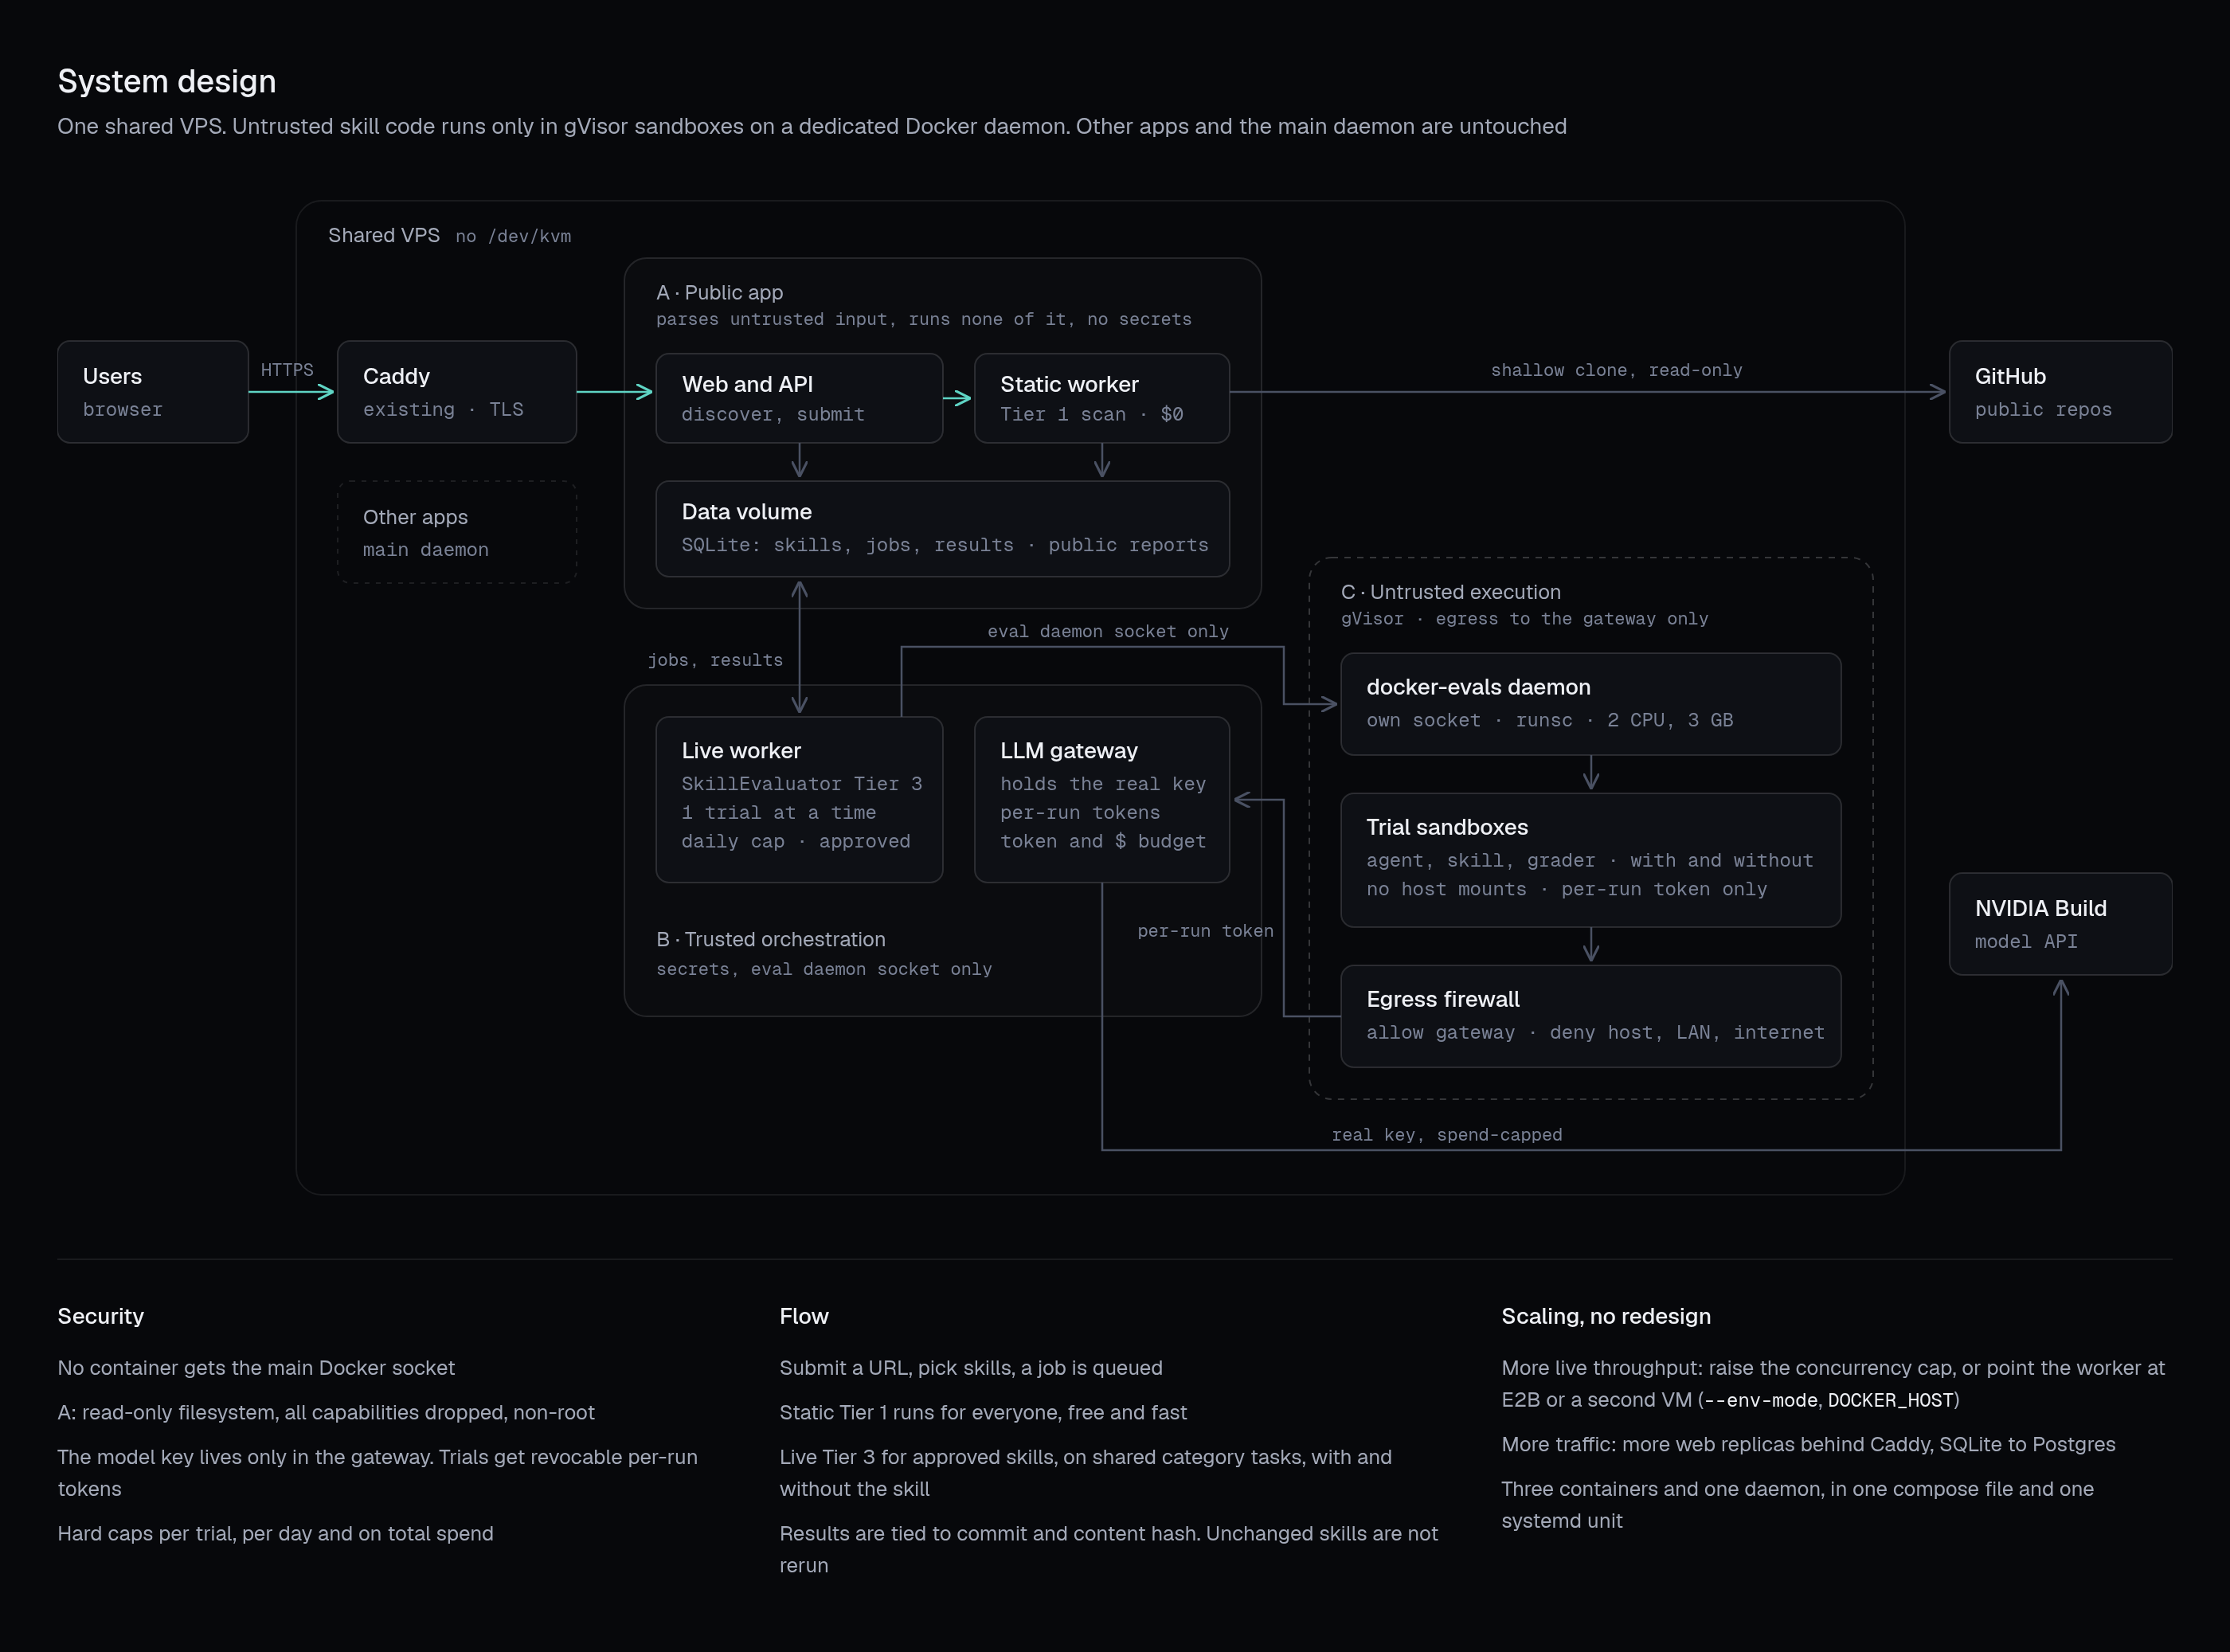 System design
One shared VPS. Untrusted skill code runs only in gVisor sandboxes on a dedicated Docker daemon. Other apps and the main daemon are untouched
Shared VPS no /dev/kvm
A · Public app
parses untrusted input, runs none of it, no secrets
Users
browser
HTTPS
Caddy
existing · TLS
Web and API
discover, submit
Static worker
Tier 1 scan · $0
shallow clone, read-only
GitHub
public repos
Other apps
main daemon
Data volume
SQLite: skills, jobs, results · public reports
jobs, results
eval daemon socket only
C · Untrusted execution
gVisor · egress to the gateway only
docker-evals daemon
own socket · runsc · 2 CPU, 3 GB
Live worker
SkillEvaluator Tier 3
1 trial at a time
daily cap · approved
LLM gateway
holds the real key
per-run tokens
token and $ budget
Trial sandboxes
agent, skill, grader · with and without
no host mounts · per-run token only
B · Trusted orchestration
secrets, eval daemon socket only
per-run token
Egress firewall
allow gateway · deny host, LAN, internet
NVIDIA Build
model API
real key, spend-capped
Security
No container gets the main Docker socket
A: read-only filesystem, all capabilities dropped, non-root
The model key lives only in the gateway. Trials get revocable per-run
tokens
Hard caps per trial, per day and on total spend
Flow
Submit a URL, pick skills, a job is queued
Static Tier 1 runs for everyone, free and fast
Live Tier 3 for approved skills, on shared category tasks, with and
without the skill
Results are tied to commit and content hash. Unchanged skills are not
rerun
Scaling, no redesign
More live throughput: raise the concurrency cap, or point the worker at
E2B or a second VM (--env-mode, DOCKER_HOST)
More traffic: more web replicas behind Caddy, SQLite to Postgres
Three containers and one daemon, in one compose file and one
systemd unit